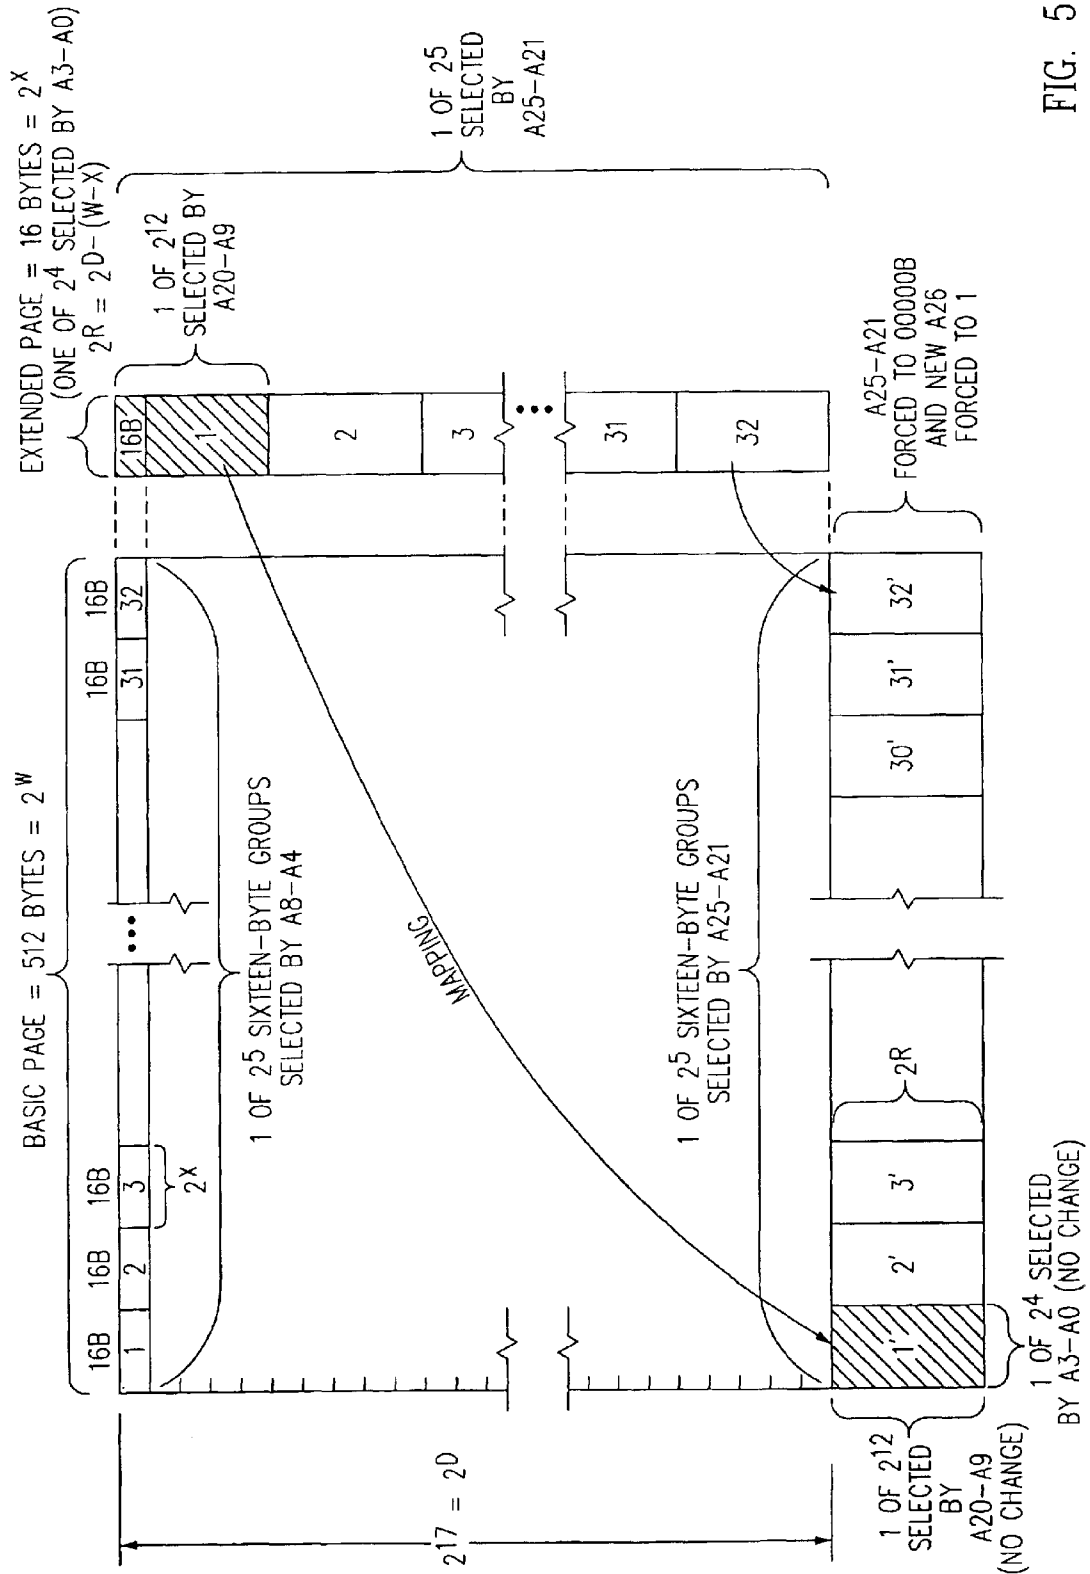 BASIC PAGE = 512 BYTES = 2^W
EXTENDED PAGE = 16 BYTES = 2^X
(ONE OF 2^4 SELECTED BY A3-A0)
2^R = 2^D-(W-X)
16B
16B
16B
16B
16B
1
2
3
•••
31
32
16B
2^X
1 OF 2^5 SIXTEEN-BYTE GROUPS
SELECTED BY A8-A4
1
2
3
•••
31
32
1 OF 2^12
SELECTED BY
A20-A9
1 OF 25
SELECTED
BY
A25-A21
2^17 = 2^D
MAPPING
1 OF 2^5 SIXTEEN-BYTE GROUPS
SELECTED BY A25-A21
1'
2'
3'
30'
31'
32'
2R
1 OF 2^12
SELECTED
BY
A20-A9
(NO CHANGE)
1 OF 2^4 SELECTED
BY A3-A0 (NO CHANGE)
A25-A21
FORCED TO 00000B
AND NEW A26
FORCED TO 1
FIG. 5